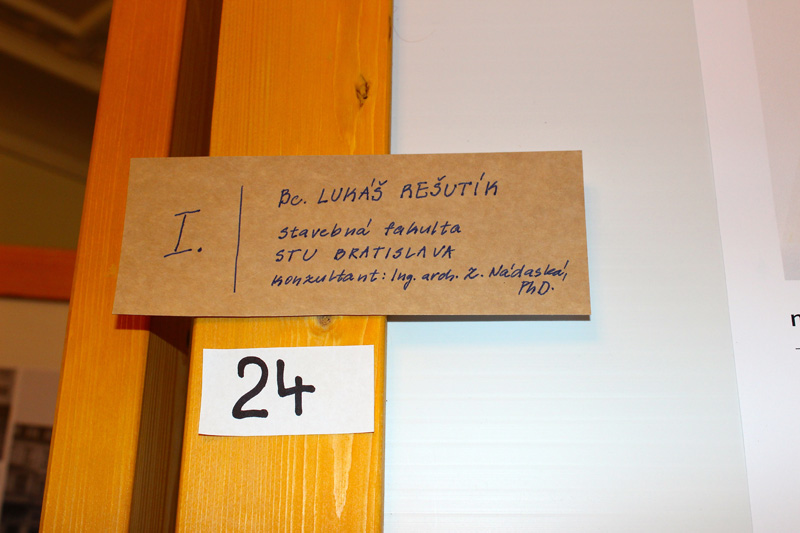 I.
Bc. LUKÁŠ REŠUTÍK
stavebná fakulta
STU BRATISLAVA
konzultant: Ing. arch. Z. Nádaská,
PhD.
24